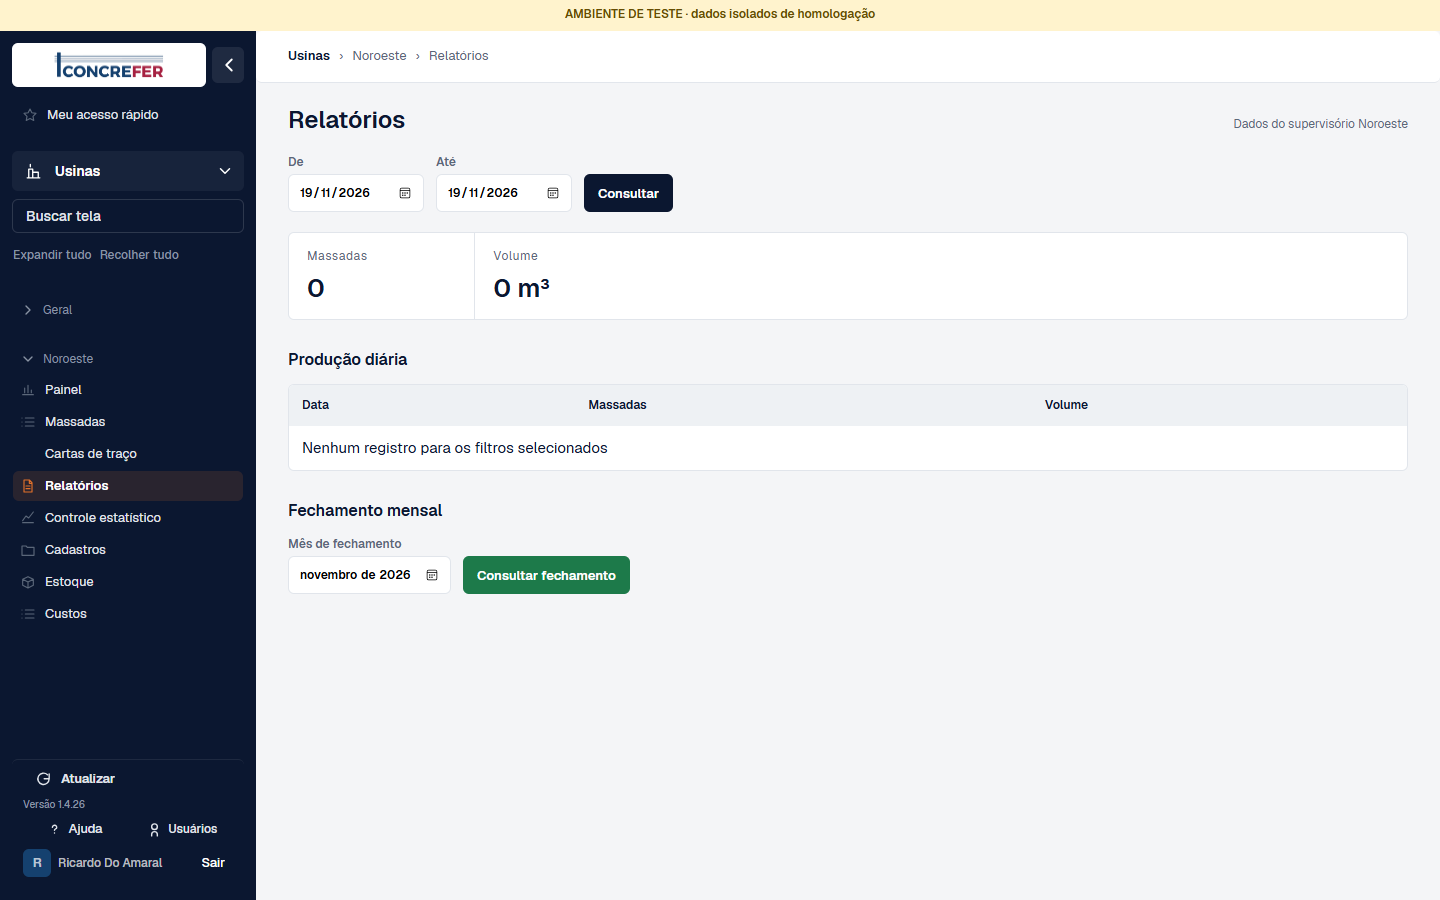 AMBIENTE DE TESTE · dados isolados de homologação
CONCREFER
Meu acesso rápido
Usinas
Buscar tela
Expandir tudo Recolher tudo
Geral
Noroeste
Painel
Massadas
Cartas de traço
Relatórios
Controle estatístico
Cadastros
Estoque
Custos
Atualizar
Versão 1.4.26
? Ajuda
Usuários
R Ricardo Do Amaral
Sair
Usinas › Noroeste › Relatórios
Relatórios
Dados do supervisório Noroeste
De
Até
19/11/2026
19/11/2026
Consultar
Massadas
Volume
0
0 m³
Produção diária
Data Massadas Volume
Nenhum registro para os filtros selecionados
Fechamento mensal
Mês de fechamento
novembro de 2026
Consultar fechamento